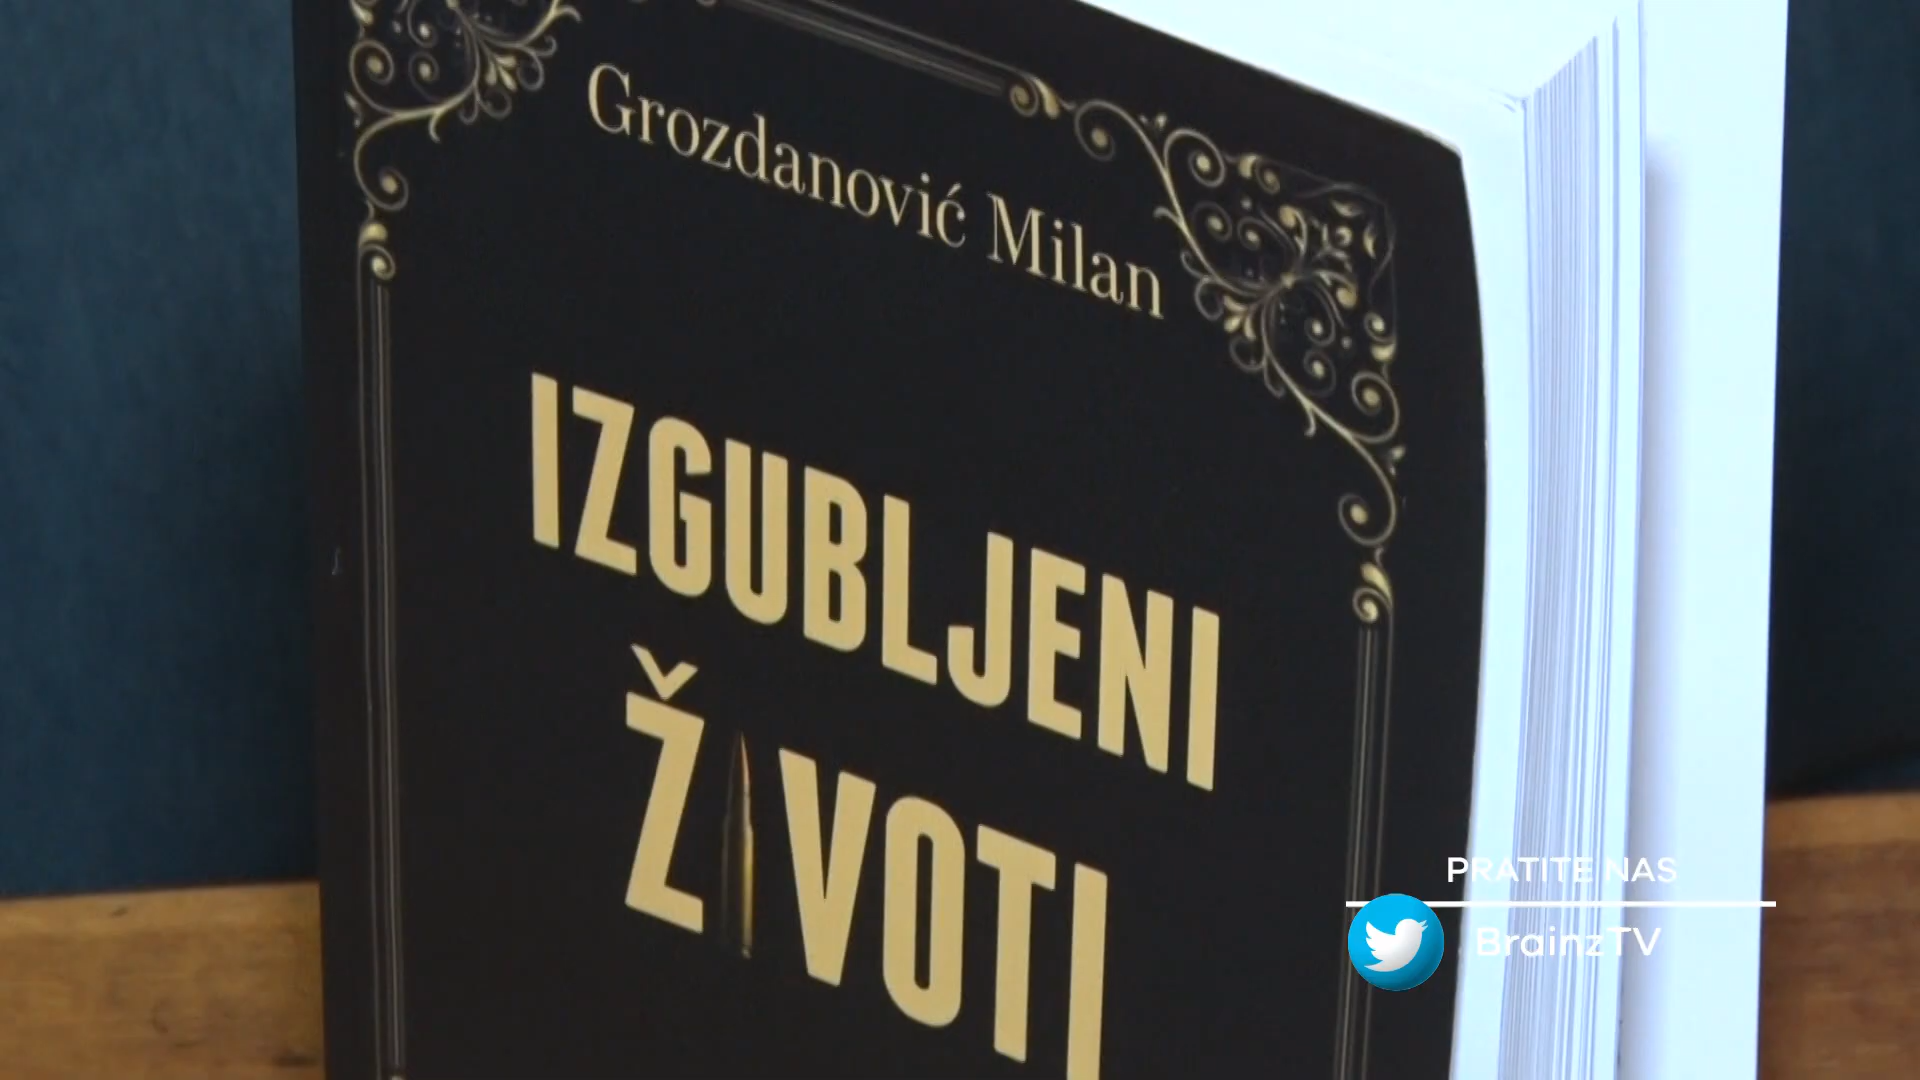 Grozdanović Milan
IZGUBLJENI
ŽIVOTI
PRATITE NAS
BrainzTV